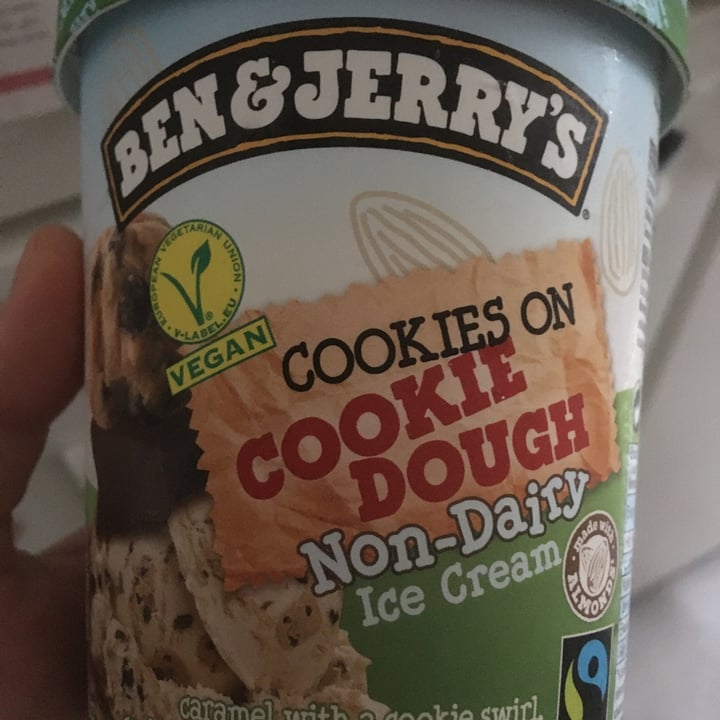 BEN & JERRY'S
EUROPEAN VEGETARIAN UNION
V-LABEL.EU
VEGAN
COOKIES ON
COOKIE
DOUGH
Non-Dairy
Ice Cream
made with
ALMONDS
caramel with a cookie swirl,